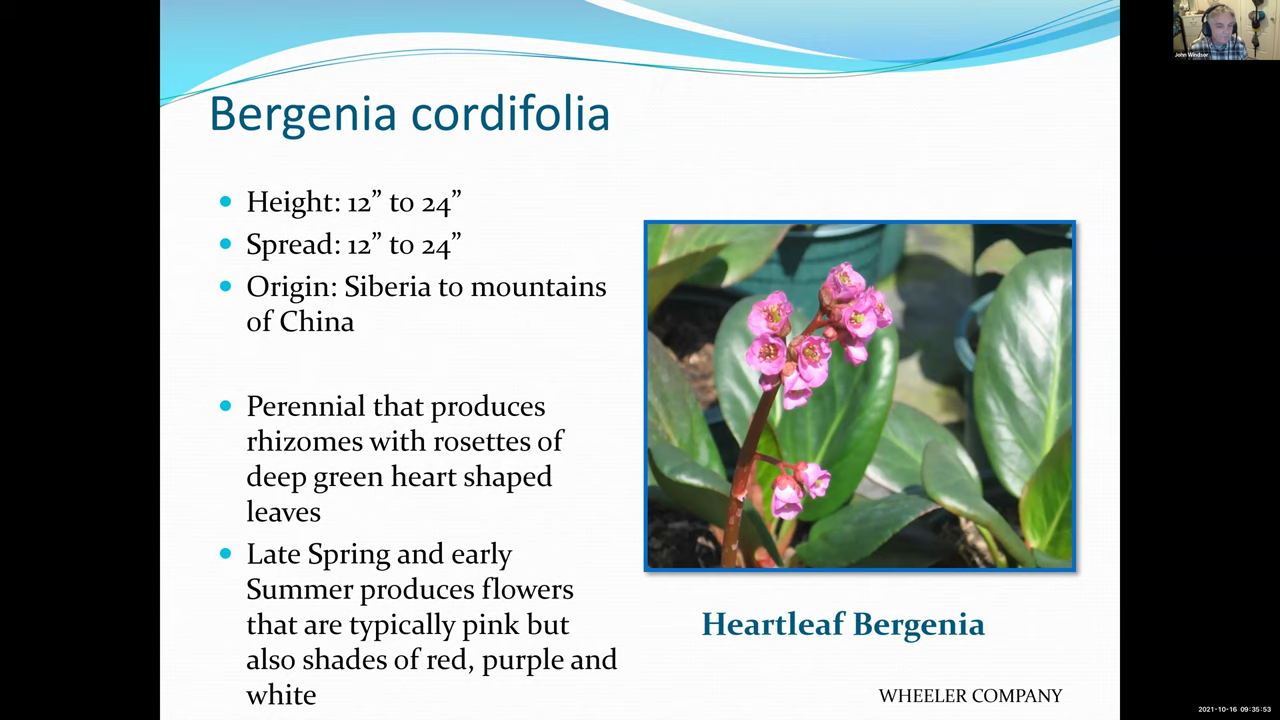 John Windsor
Bergenia cordifolia
Height: 12” to 24”
Spread: 12” to 24”
Origin: Siberia to mountains
of China
Perennial that produces
rhizomes with rosettes of
deep green heart shaped
leaves
Late Spring and early
Summer produces flowers
that are typically pink but
also shades of red, purple and
white
Heartleaf Bergenia
WHEELER COMPANY
2021-10-16 09:35:53